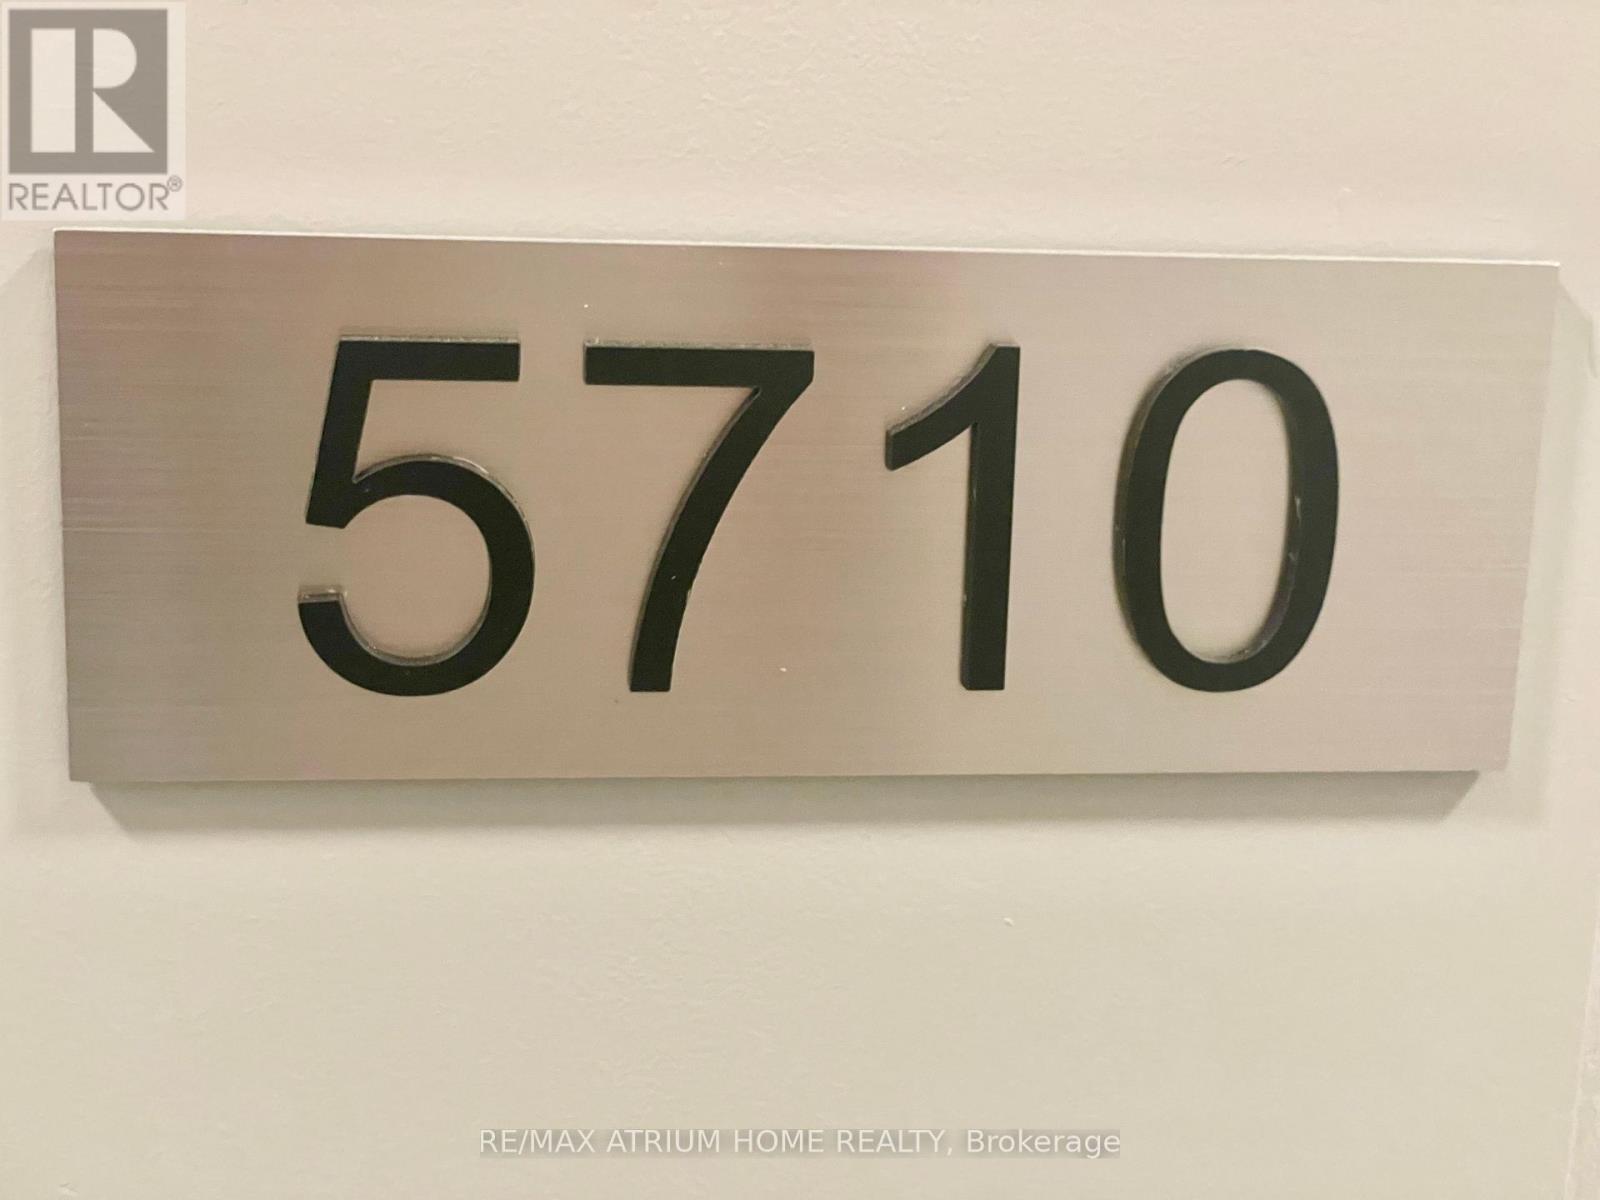 REALTOR®
5710
RE/MAX ATRIUM HOME REALTY, Brokerage